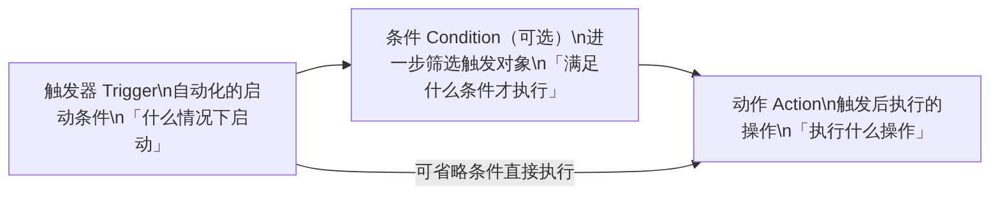 触发器 Trigger\n自动化的启
动条件\n「什么情况下启
动」
条件 Condition（可选）\n进
一步筛选触发对象\n「满足
什么条件才执行」
可省略条件直接执行
动作 Action\n触发后执行的
操作\n「执行什么操作」